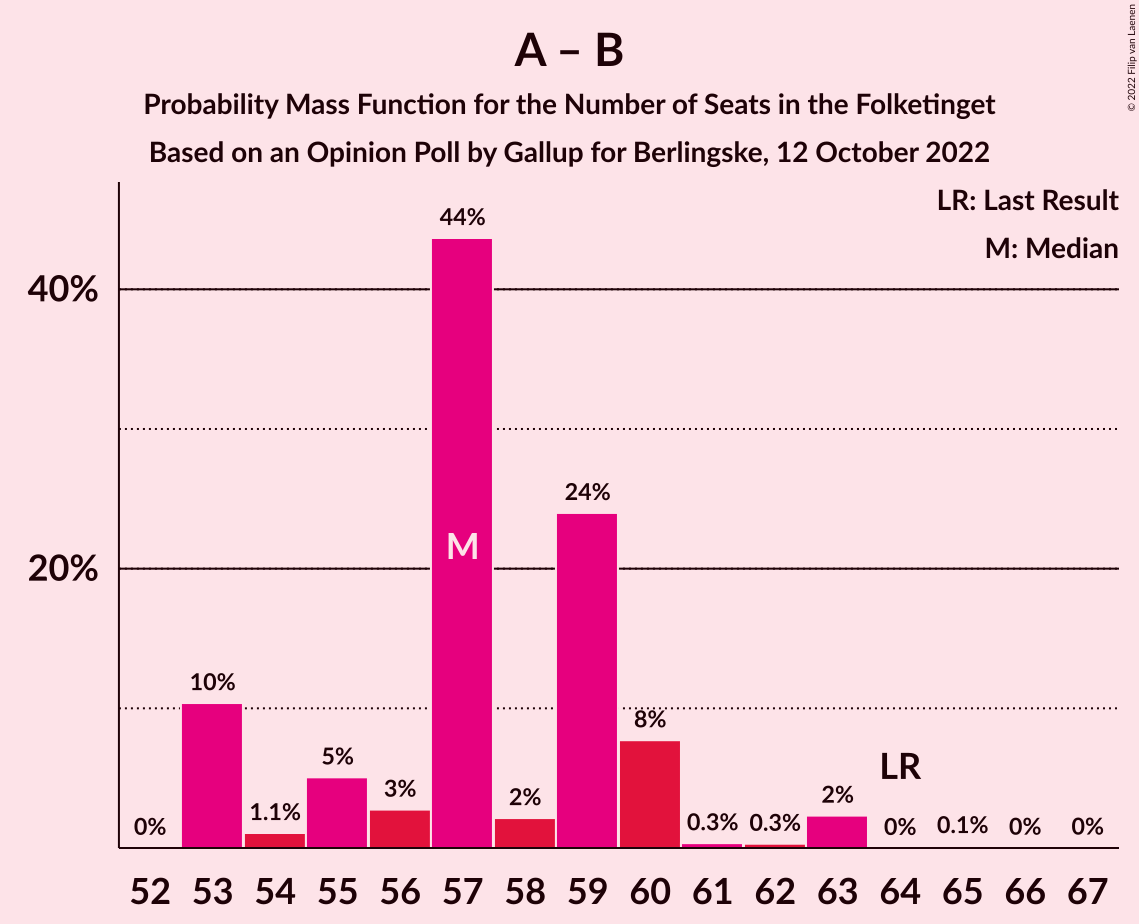 A – B
Probability Mass Function for the Number of Seats in the Folketinget
Based on an Opinion Poll by Gallup for Berlingske, 12 October 2022
© 2022 Filip van Laenen
LR: Last Result
M: Median
40%
20%
0%
10%
1.1%
5%
3%
44%
M
2%
24%
8%
0.3%
0.3%
2%
LR
0%
0.1%
0%
0%
52 53 54 55 56 57 58 59 60 61 62 63 64 65 66 67